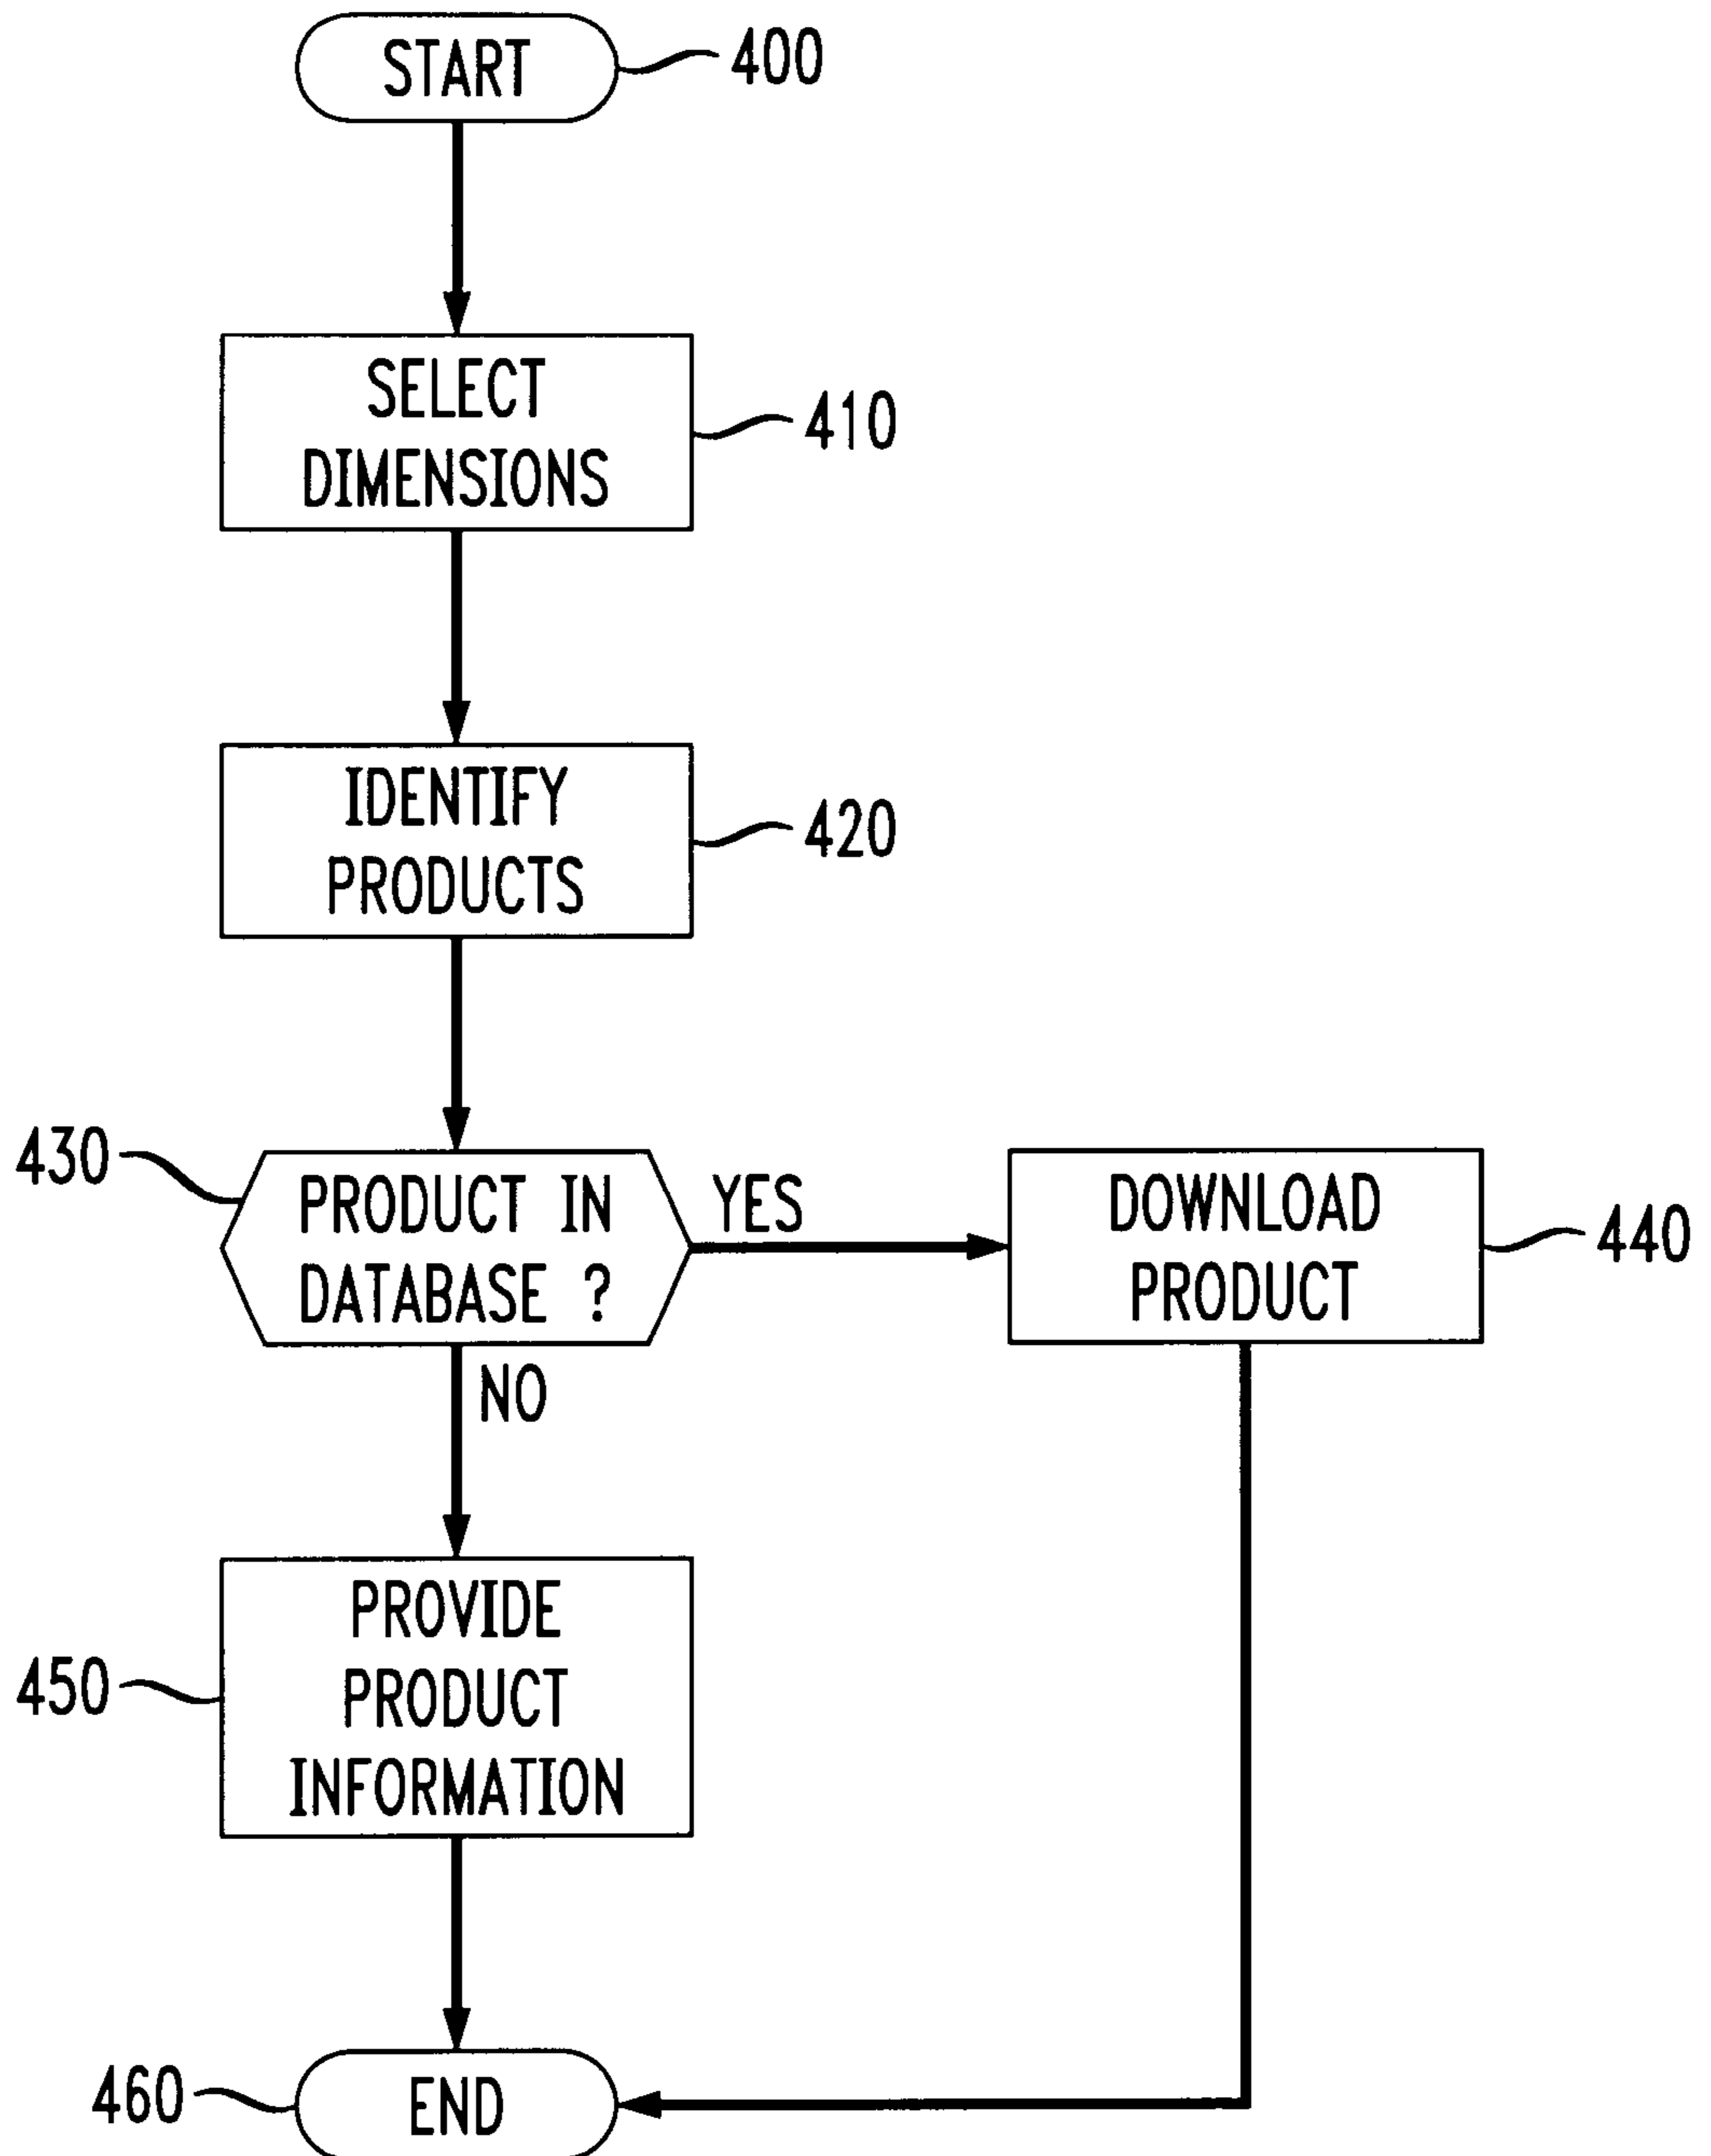 START
400
SELECT
DIMENSIONS
410
IDENTIFY
PRODUCTS
420
430
PRODUCT IN
DATABASE ?
YES
DOWNLOAD
PRODUCT
440
NO
PROVIDE
PRODUCT
INFORMATION
450
460
END